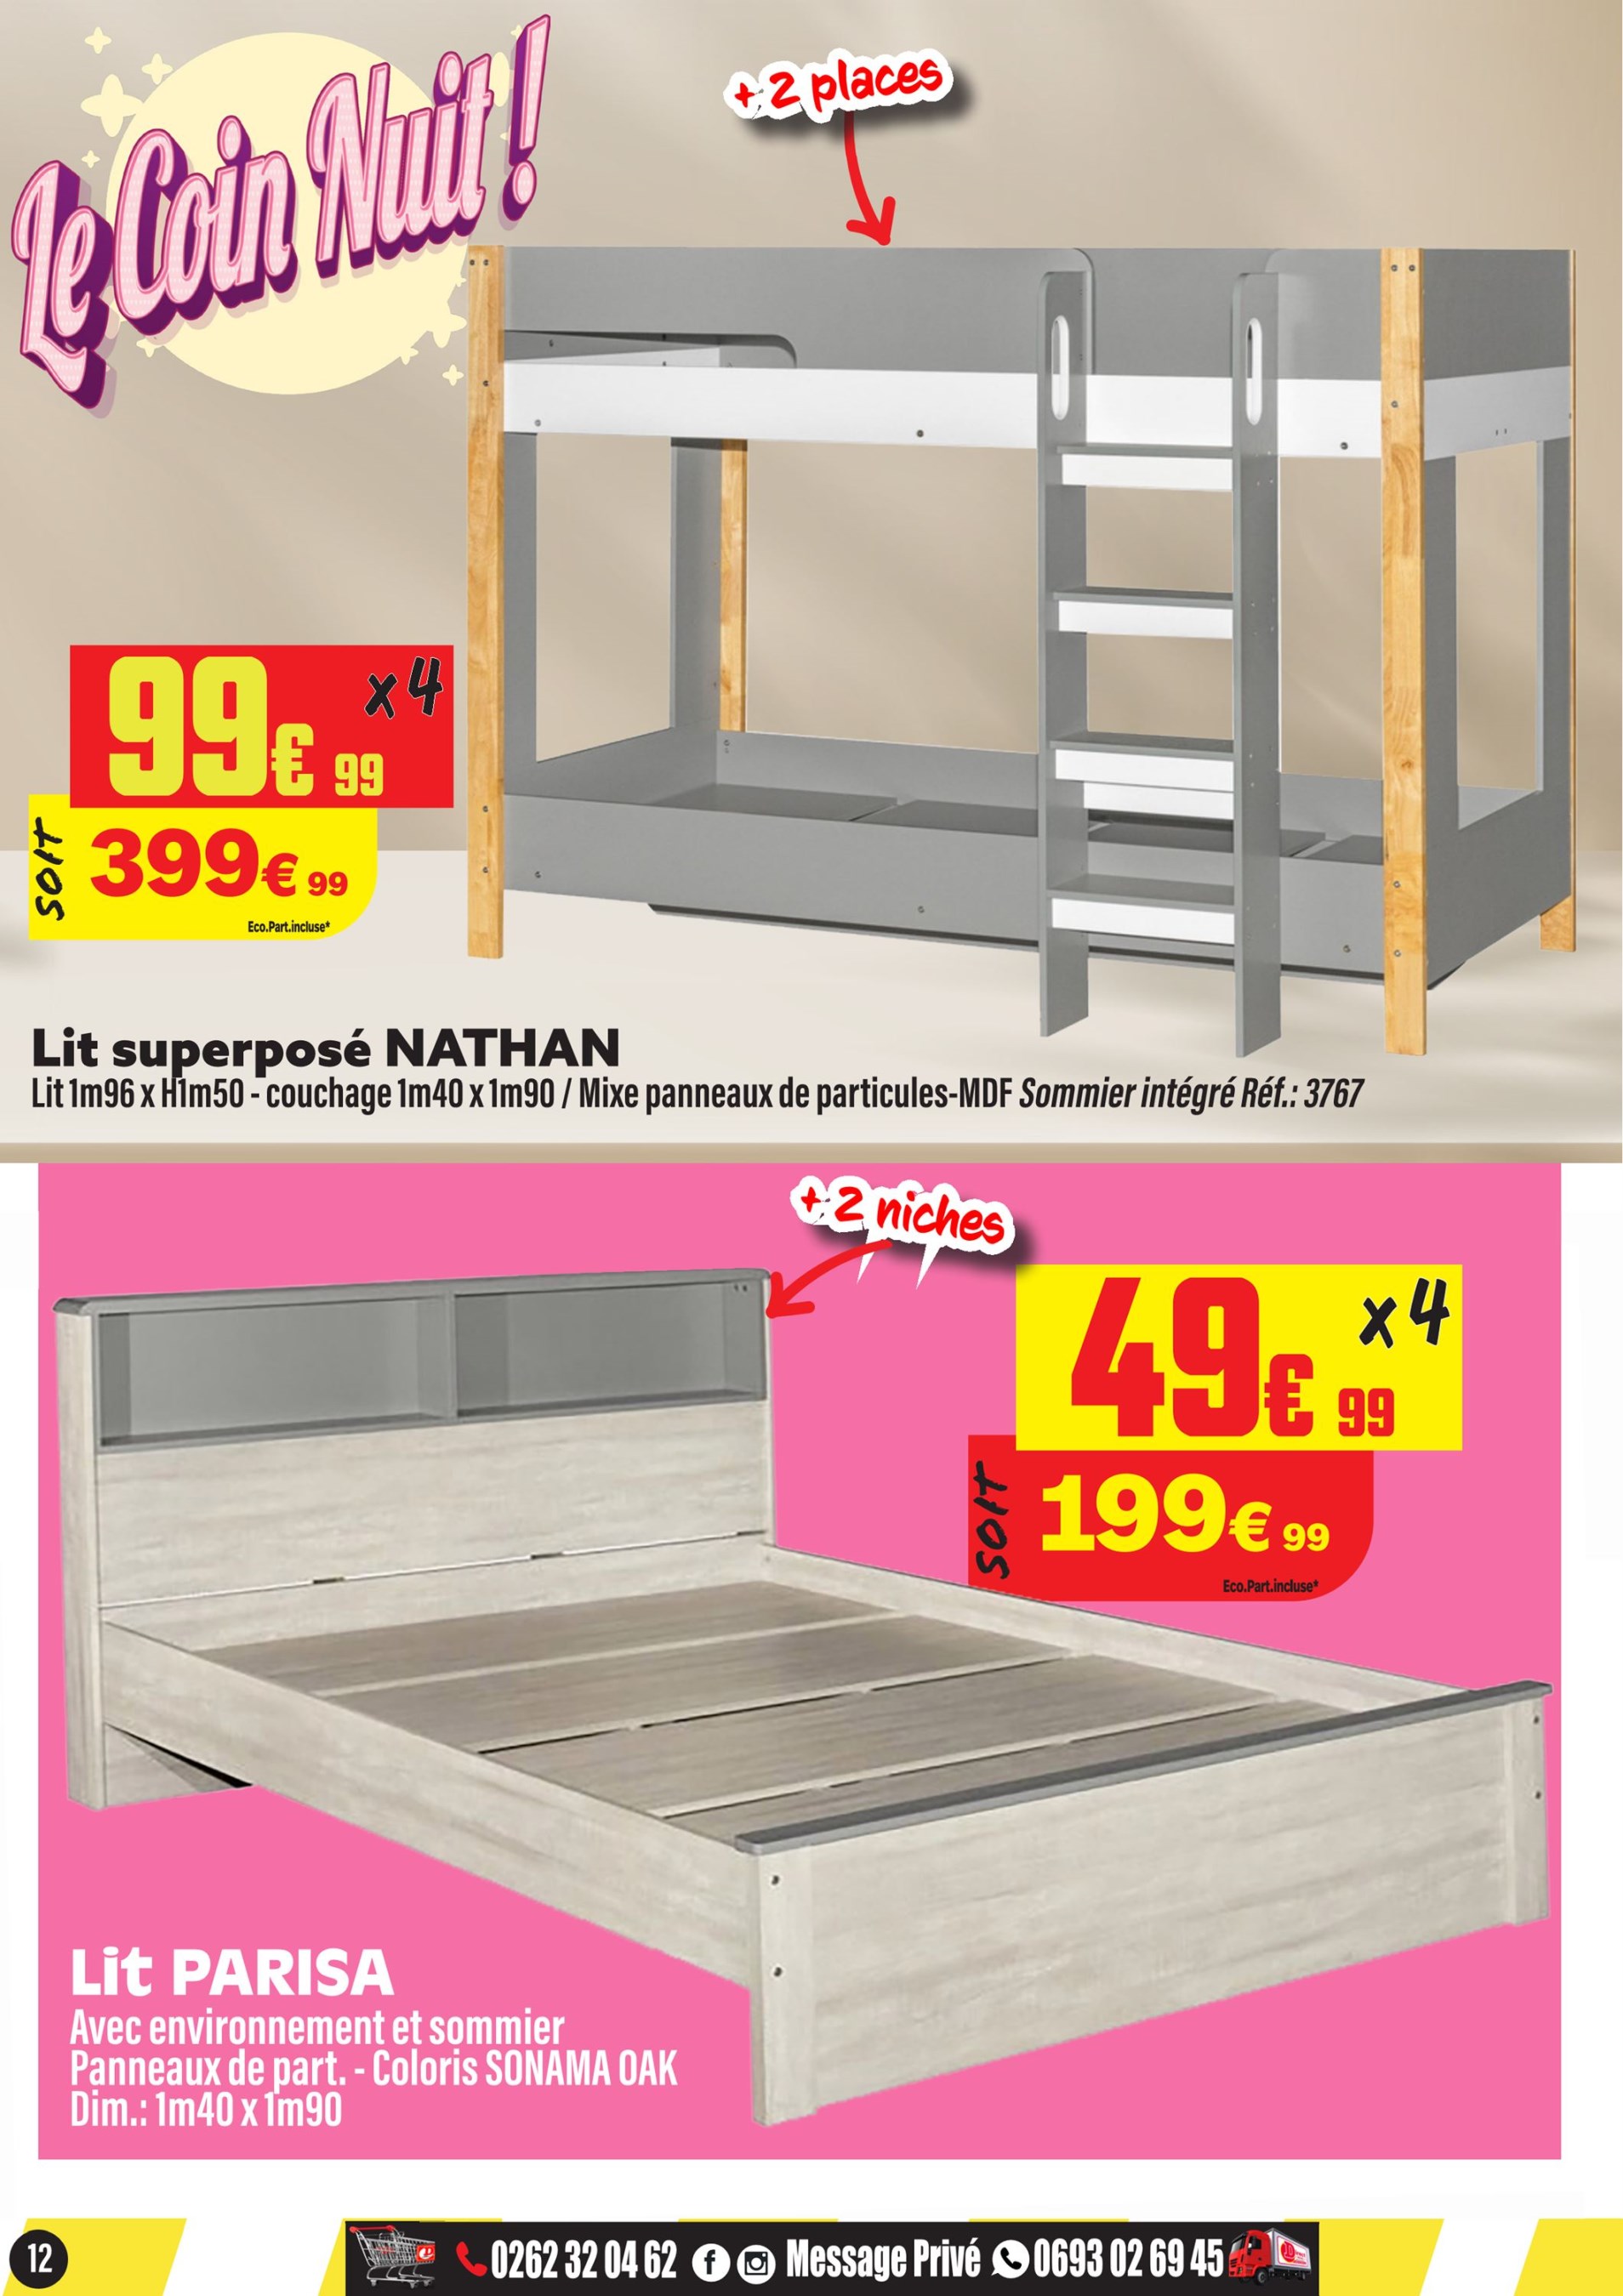 Le Coin Nuit !
+ 2 places
99€ 99 x 4
SOIT 399€ 99
Eco.Part.incluse*
Lit superposé NATHAN
Lit 1m96 x H1m50 - couchage 1m40 x 1m90 / Mixe panneaux de particules-MDF Sommier intégré Réf.: 3767
+ 2 niches
49€ 99 x 4
SOIT 199€ 99
Eco.Part.incluse*
Lit PARISA
Avec environnement et sommier
Panneaux de part. - Coloris SONAMA OAK
Dim.: 1m40 x 1m90
12 0262 32 04 62 Message Privé 0693 02 69 45